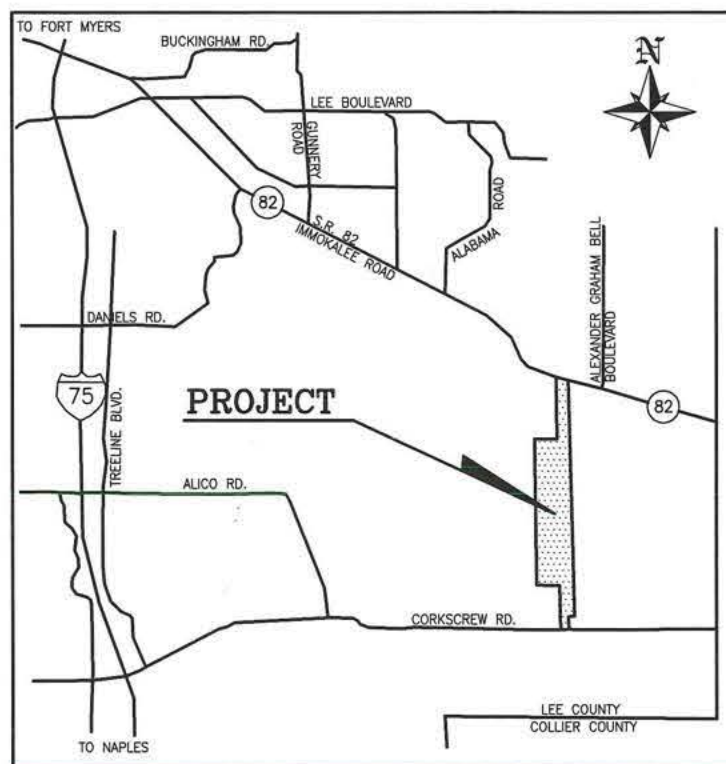 TO FORT MYERS
BUCKINGHAM RD.
N
LEE BOULEVARD
GUNNERY
ROAD
82
S.R. 82
IMMOKALEE ROAD
ALABAMA
ROAD
ALEXANDER GRAHAM BELL
BOULEVARD
DANIELS RD.
75
TREELINE BLVD.
PROJECT
82
ALICO RD.
CORKSCREW RD.
LEE COUNTY
COLLIER COUNTY
TO NAPLES